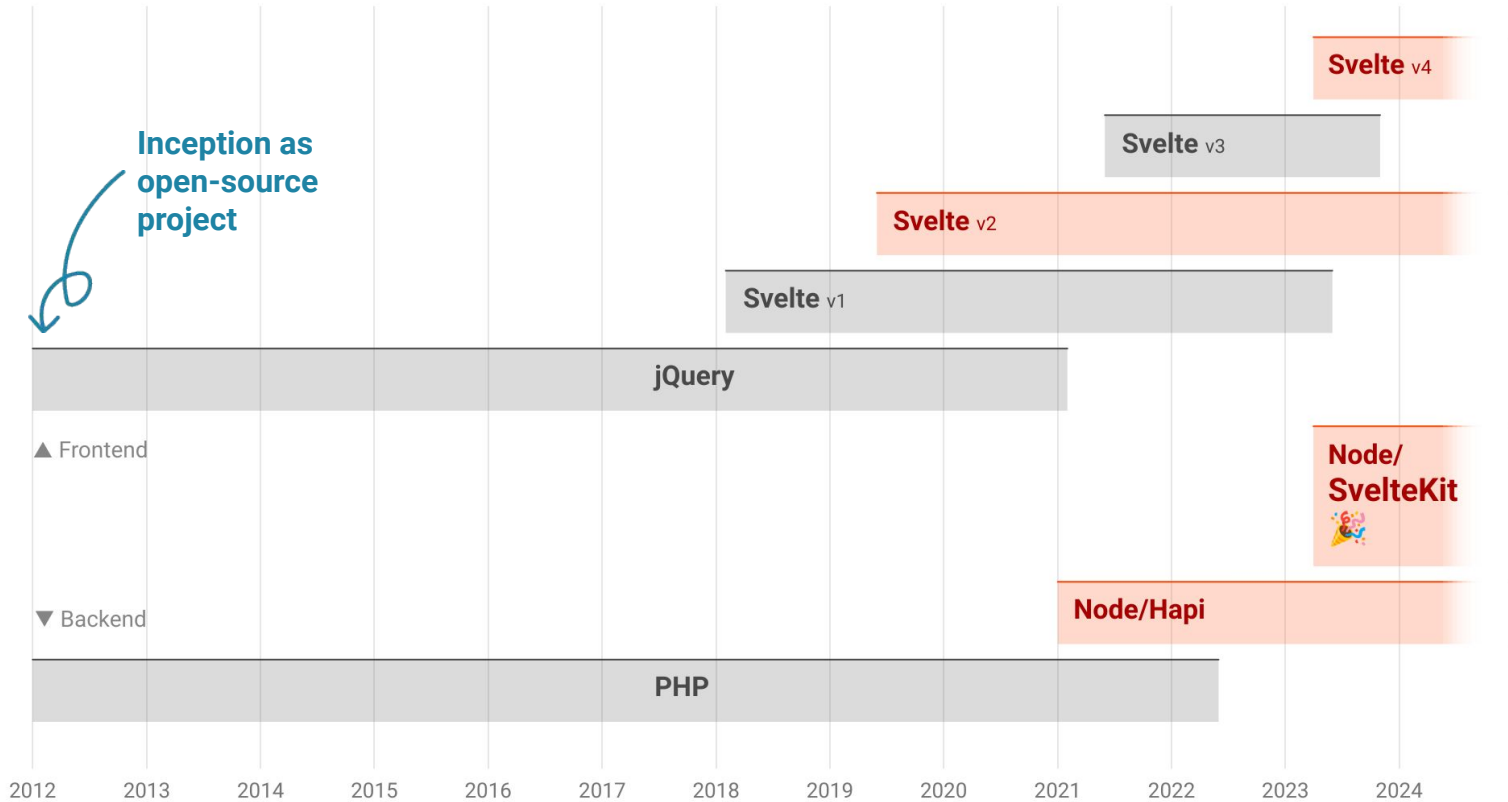 Svelte v4
Inception as
open-source
project
Svelte v3
Svelte v2
Svelte v1
jQuery
▲ Frontend
Node/
SvelteKit
🎉
▼ Backend
Node/Hapi
PHP
2012 2013 2014 2015 2016 2017 2018 2019 2020 2021 2022 2023 2024